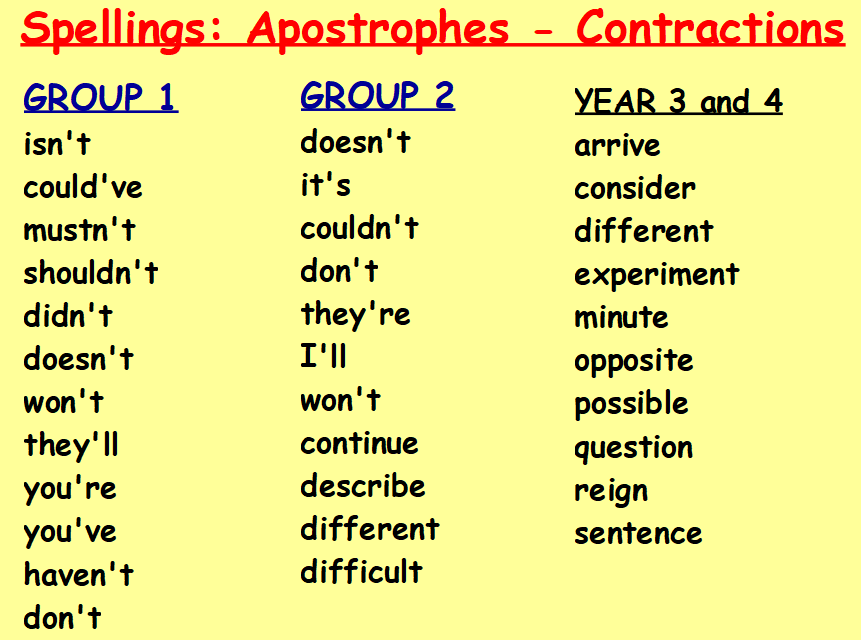 Spellings: Apostrophes - Contractions
GROUP 1
isn't
could've
mustn't
shouldn't
didn't
doesn't
won't
they'll
you're
you've
haven't
don't
GROUP 2
doesn't
it's
couldn't
don't
they're
I'll
won't
continue
describe
different
difficult
YEAR 3 and 4
arrive
consider
different
experiment
minute
opposite
possible
question
reign
sentence